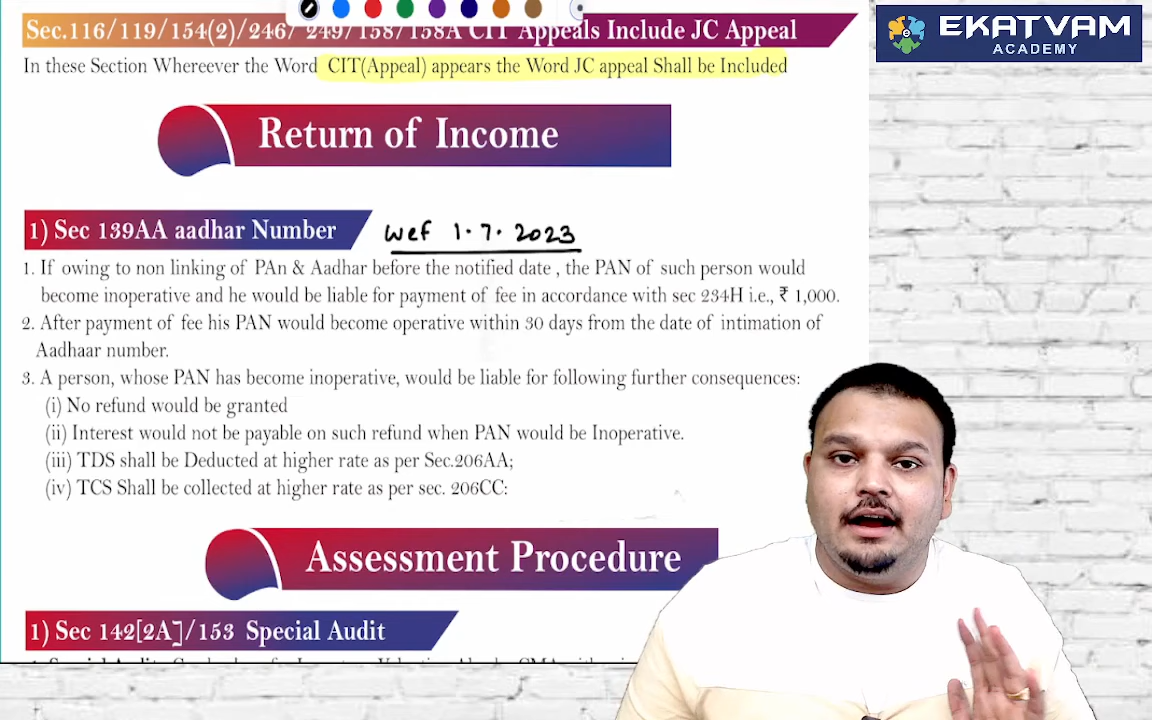 Sec.116/119/154(2)/246/ 249/158/158A CIT Appeals Include JC Appeal
EKATVAM
ACADEMY
In these Section Whereever the Word CIT(Appeal) appears the Word JC appeal Shall be Included
Return of Income
1) Sec 139AA aadhar Number
wef 1.7.2023
1. If owing to non linking of PAn & Aadhar before the notified date , the PAN of such person would
become inoperative and he would be liable for payment of fee in accordance with sec 234H i.e., ₹ 1,000.
2. After payment of fee his PAN would become operative within 30 days from the date of intimation of
Aadhaar number.
3. A person, whose PAN has become inoperative, would be liable for following further consequences:
(i) No refund would be granted
(ii) Interest would not be payable on such refund when PAN would be Inoperative.
(iii) TDS shall be Deducted at higher rate as per Sec.206AA;
(iv) TCS Shall be collected at higher rate as per sec. 206CC:
Assessment Procedure
1) Sec 142[2A]/153 Special Audit